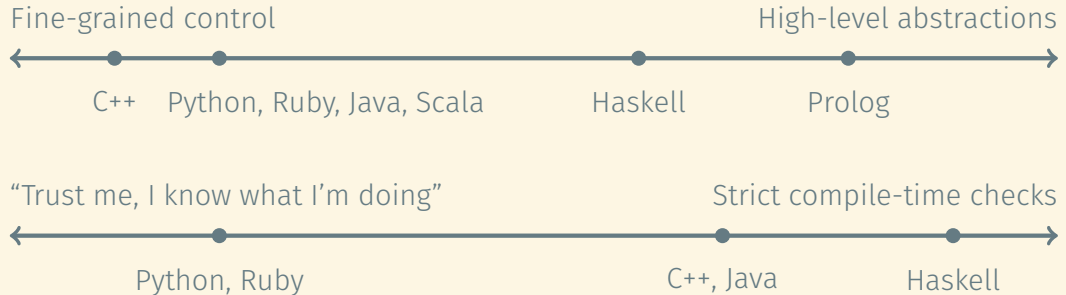 Fine-grained control High-level abstractions
C++ Python, Ruby, Java, Scala Haskell Prolog
“Trust me, I know what I’m doing” Strict compile-time checks
Python, Ruby C++, Java Haskell